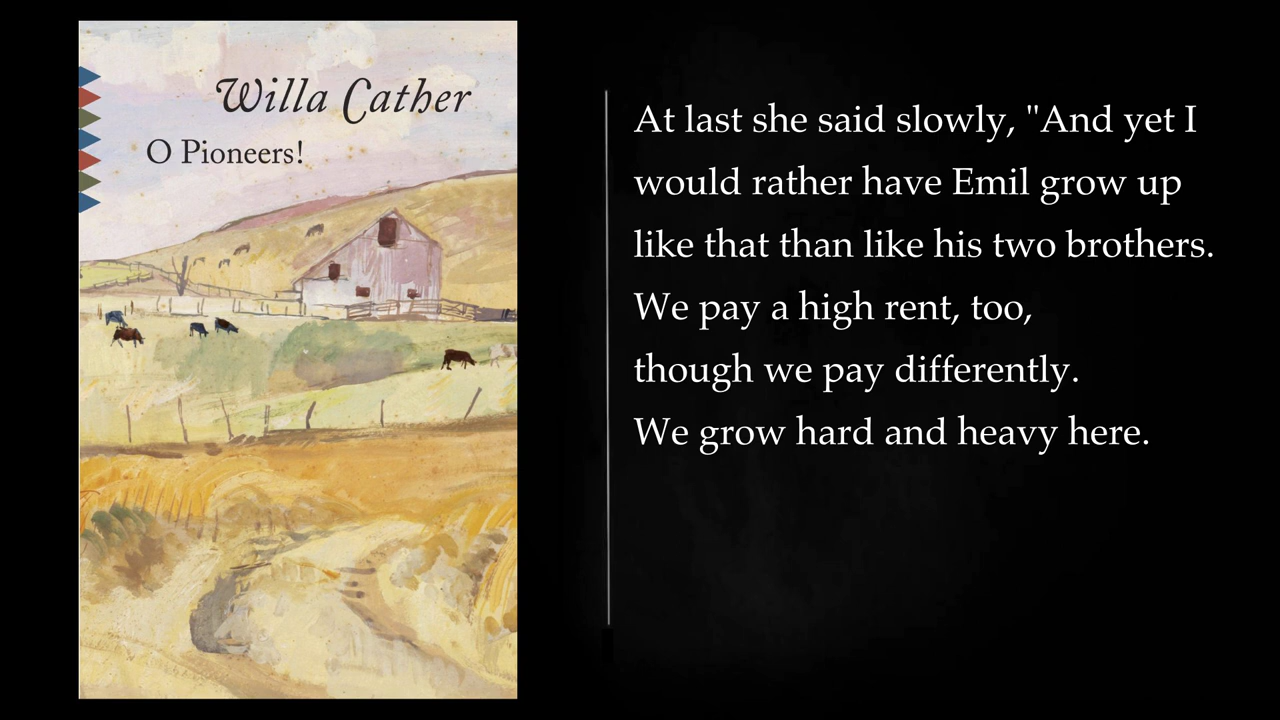 Willa Cather
O Pioneers!
At last she said slowly, "And yet I
would rather have Emil grow up
like that than like his two brothers.
We pay a high rent, too,
though we pay differently.
We grow hard and heavy here.